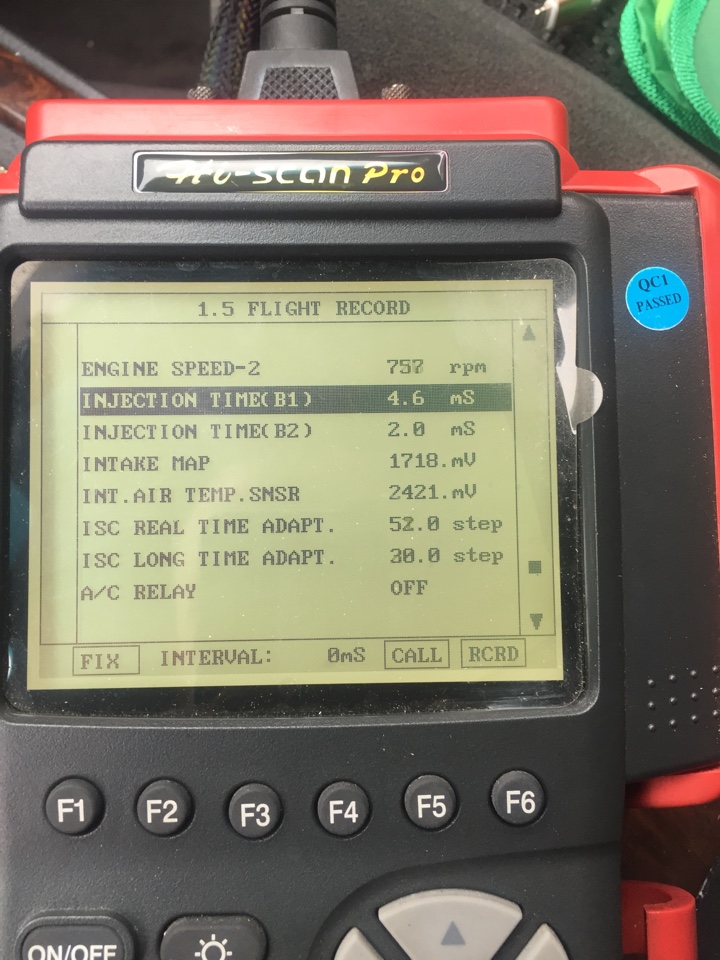 Hi-scan Pro
QC1
PASSED
1.5 FLIGHT RECORD
ENGINE SPEED-2 757 rpm
INJECTION TIME(B1) 4.6 mS
INJECTION TIME(B2) 2.0 mS
INTAKE MAP 1718.mV
INT.AIR TEMP.SNSR 2421.mV
ISC REAL TIME ADAPT. 52.0 step
ISC LONG TIME ADAPT. 30.0 step
A/C RELAY OFF
FIX INTERVAL: 0mS CALL RCRD
F1 F2 F3 F4 F5 F6
ON/OFF